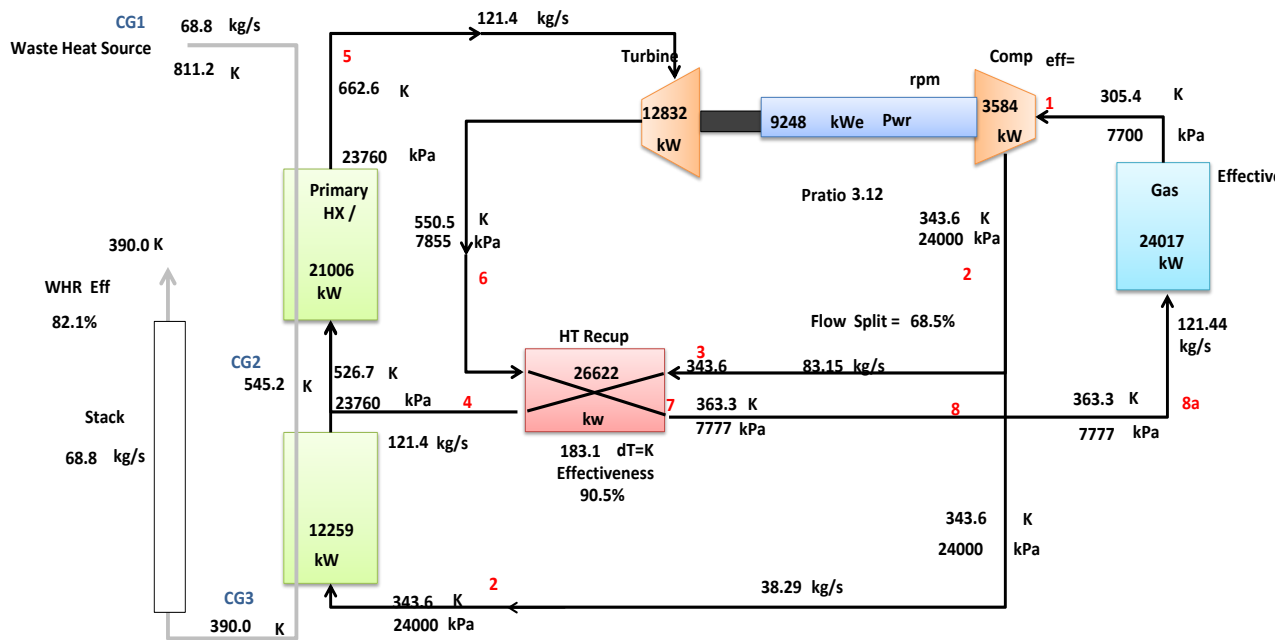 CG1
68.8 kg/s
Waste Heat Source
811.2 K
5
121.4 kg/s
662.6 K
23760 kPa
Turbine
12832
kW
rpm
9248 kWe Pwr
Comp eff=
3584
kW
1
305.4 K
7700 kPa
Pratio 3.12
Gas
24017
kW
Effective
Primary
HX /
21006
kW
550.5 K
7855 kPa
6
343.6 K
24000 kPa
2
390.0 K
WHR Eff
82.1%
Flow Split = 68.5%
121.44
kg/s
HT Recup
26622
kw
3
343.6
83.15 kg/s
CG2
545.2 K
526.7 K
23760 kPa
4
7
363.3 K
7777 kPa
8
363.3 K
7777 kPa
8a
Stack
68.8 kg/s
121.4 kg/s
183.1 dT=K
Effectiveness
90.5%
12259
kW
343.6 K
24000 kPa
CG3
390.0 K
2
343.6 K
24000 kPa
38.29 kg/s